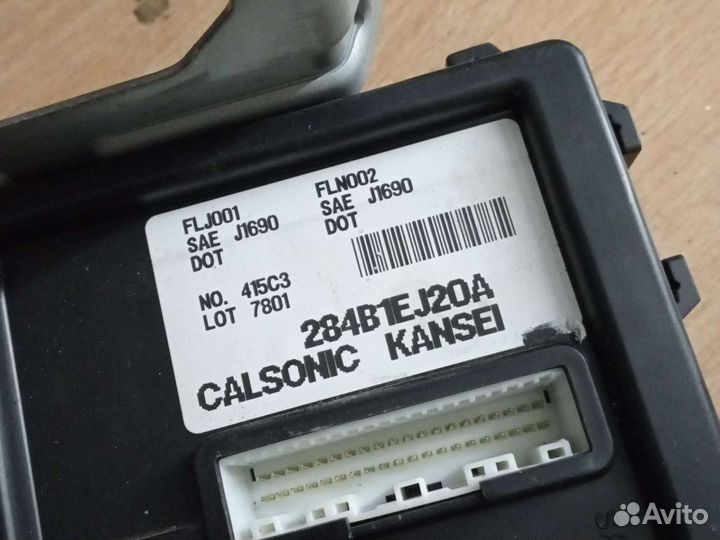 FLJ001
SAE J1690
DOT
FLN002
SAE J1690
DOT
NO. 415C3
LOT 7801
284B1EJ20A
CALSONIC KANSEI
Avito